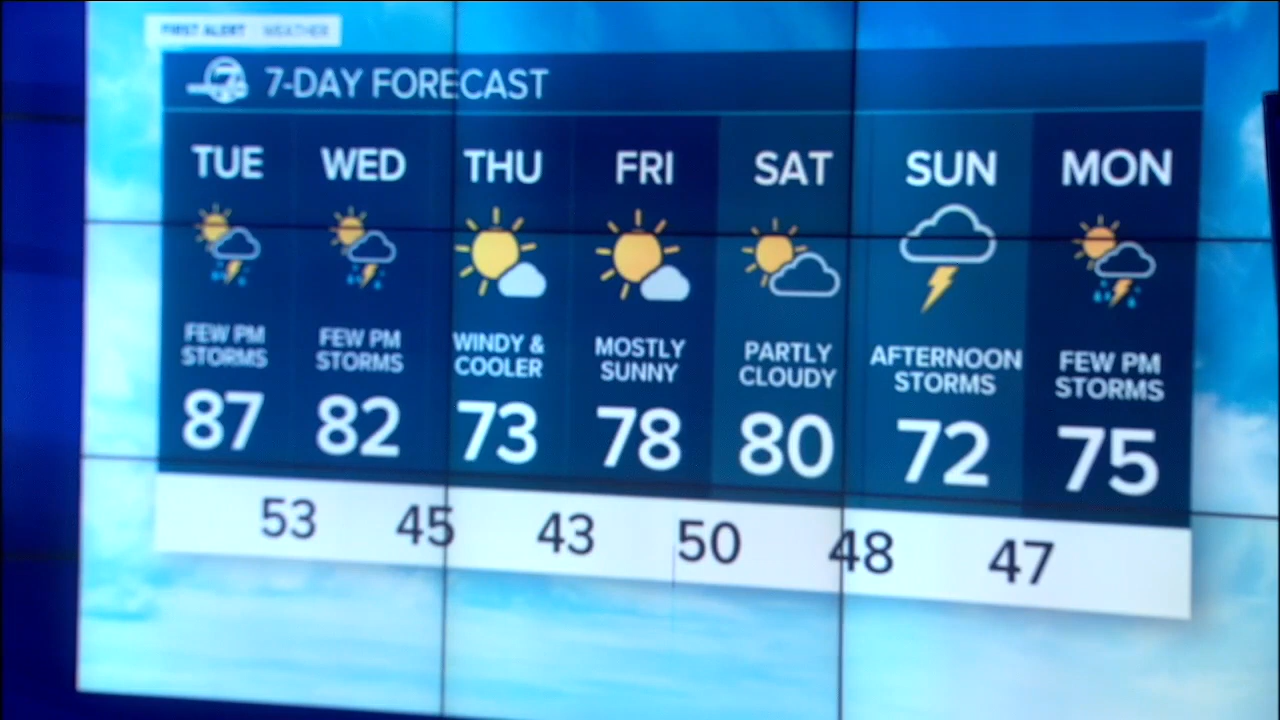 FIRST ALERT WEATHER
7 7-DAY FORECAST
TUE WED THU FRI SAT SUN MON
FEW PM STORMS
FEW PM STORMS
WINDY & COOLER
MOSTLY SUNNY
PARTLY CLOUDY
AFTERNOON STORMS
FEW PM STORMS
87 82 73 78 80 72 75
53 45 43 50 48 47